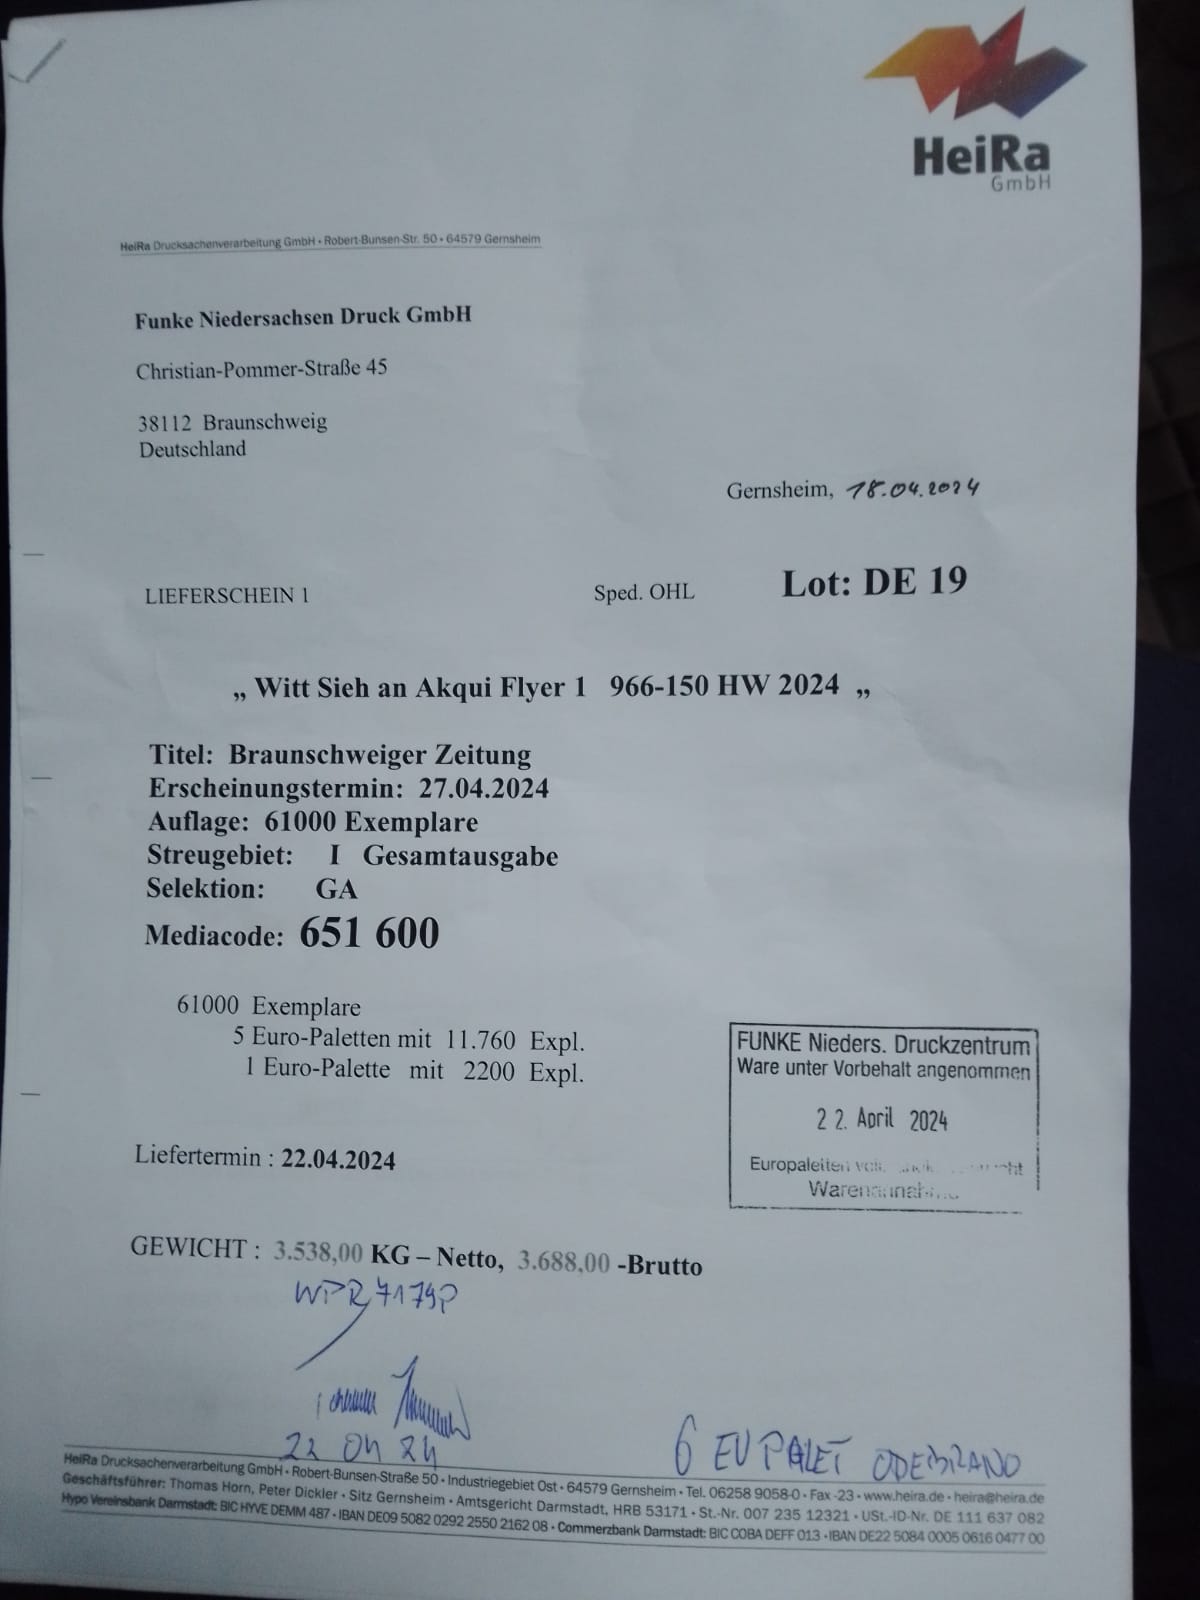 HeiRa
GmbH
HeiRa Drucksachenverarbeitung GmbH • Robert-Bunsen-Str. 50 • 64579 Gernsheim
Funke Niedersachsen Druck GmbH
Christian-Pommer-Straße 45
38112 Braunschweig
Deutschland
Gernsheim, 18.04.2024
LIEFERSCHEIN 1 Sped. OHL Lot: DE 19
„ Witt Sieh an Akqui Flyer 1 966-150 HW 2024 „
Titel: Braunschweiger Zeitung
Erscheinungstermin: 27.04.2024
Auflage: 61000 Exemplare
Streugebiet: I Gesamtausgabe
Selektion: GA
Mediacode: 651 600
61000 Exemplare
5 Euro-Paletten mit 11.760 Expl.
1 Euro-Palette mit 2200 Expl.
FUNKE Nieders. Druckzentrum
Ware unter Vorbehalt angenommen
22. April 2024
Europaletten
Liefertermin : 22.04.2024
GEWICHT : 3.538,00 KG – Netto, 3.688,00 -Brutto
WPR7179P
22 04 24
6 EU PALET ODEBRANO
HeiRa Drucksachenverarbeitung GmbH • Robert-Bunsen-Straße 50 • Industriegebiet Ost • 64579 Gernsheim • Tel. 06258 9058-0 • Fax -23 • www.heira.de • heira@heira.de
Geschäftsführer: Thomas Horn, Peter Dickler • Sitz Gernsheim • Amtsgericht Darmstadt, HRB 53171 • St.-Nr. 007 235 12321 • USt.-ID-Nr. DE 111 637 082
Hypo Vereinsbank Darmstadt: BIC HYVE DEMM 487 • IBAN DE09 5082 0292 2550 2162 08 • Commerzbank Darmstadt: BIC COBA DEFF 013 • IBAN DE22 5084 0005 0616 0477 00